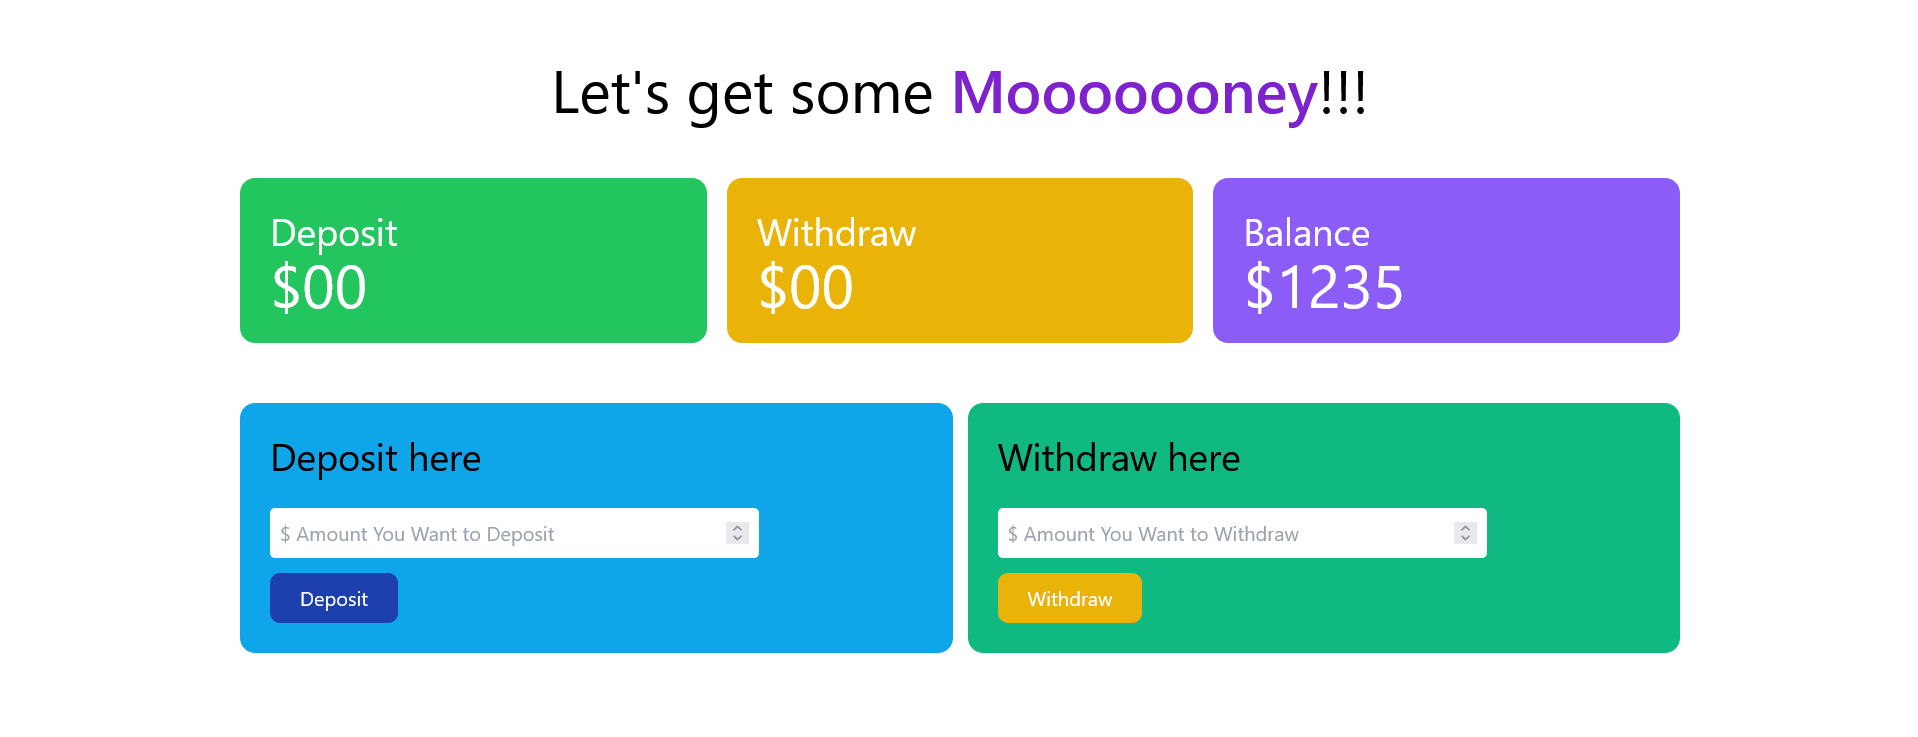 Let's get some Moooooooney!!!
Deposit
$00
Withdraw
$00
Balance
$1235
Deposit here
$ Amount You Want to Deposit
Deposit
Withdraw here
$ Amount You Want to Withdraw
Withdraw